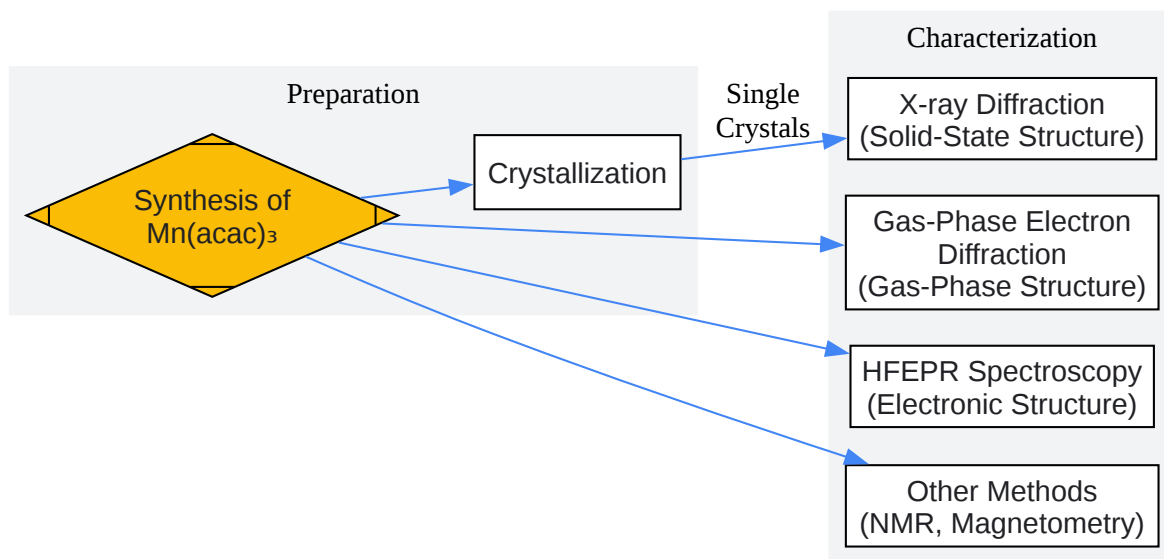 Preparation
Synthesis of
Mn(acac)₃
Crystallization
Single
Crystals
Characterization
X-ray Diffraction
(Solid-State Structure)
Gas-Phase Electron
Diffraction
(Gas-Phase Structure)
HFEPR Spectroscopy
(Electronic Structure)
Other Methods
(NMR, Magnetometry)